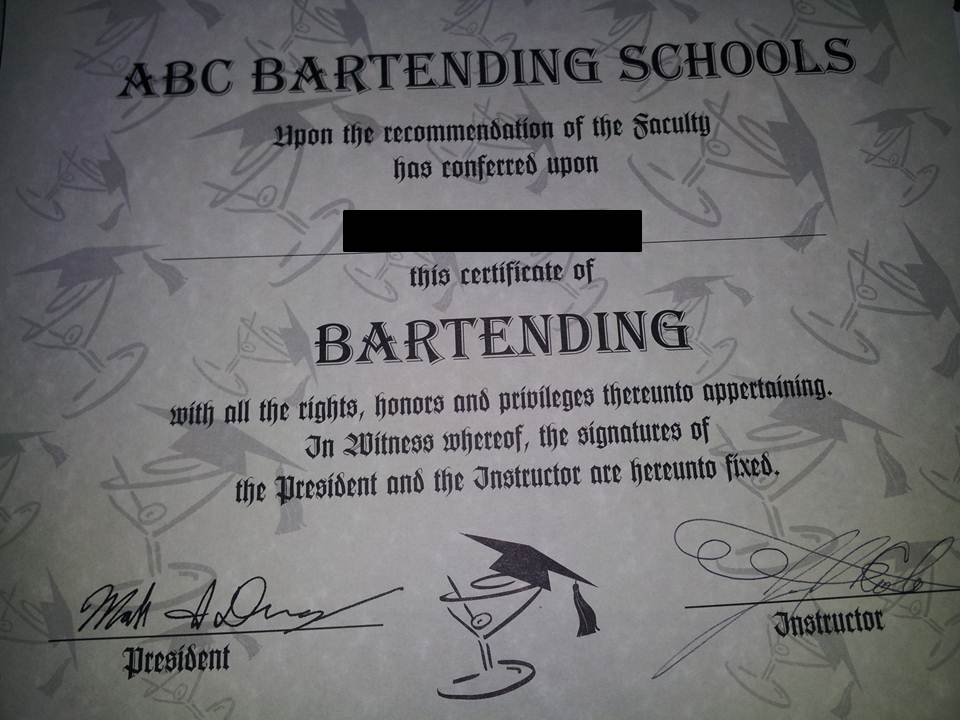 ABC BARTENDING SCHOOLS
Upon the recommendation of the Faculty
has conferred upon
this certificate of
BARTENDING
with all the rights, honors and privileges thereunto appertaining.
In Witness whereof, the signatures of
the President and the Instructor are hereunto fixed.
President
Instructor